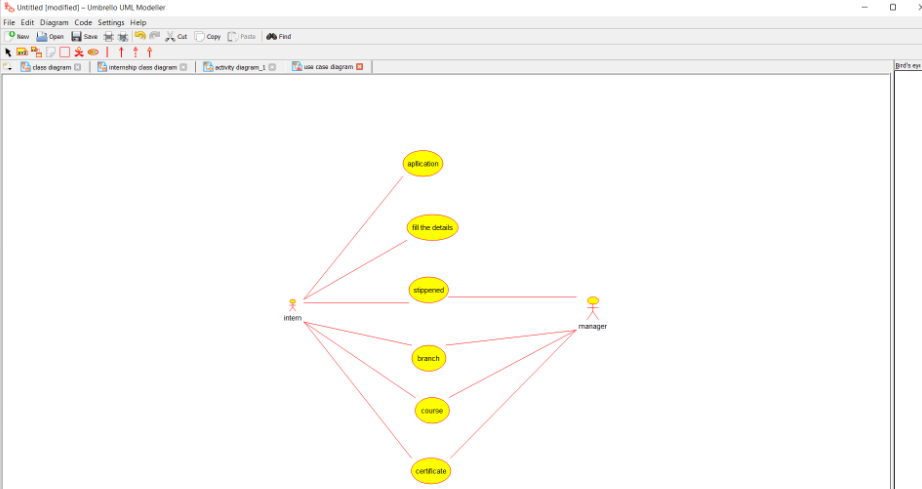 Untitled [modified] – Umbrello UML Modeller
File Edit Diagram Code Settings Help
New Open Save Cut Copy Paste Find
class diagram internship class diagram activity diagram_1 use case diagram
Bird's eye
apllication
fill the details
stippened
intern
manager
branch
course
certificate